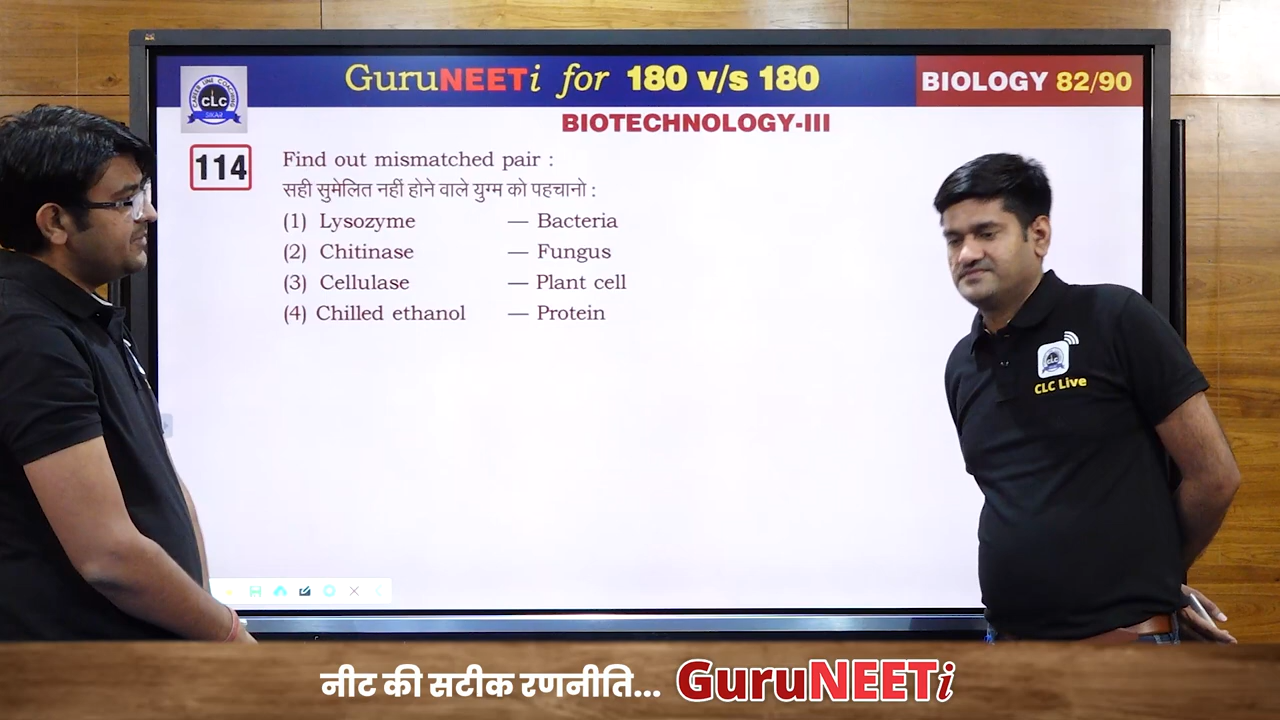 GuruNEETi for 180 v/s 180
BIOLOGY 82/90
CLC
SIKAR
BIOTECHNOLOGY-III
114
Find out mismatched pair :
सही सुमेलित नहीं होने वाले युग्म को पहचानो :
(1) Lysozyme — Bacteria
(2) Chitinase — Fungus
(3) Cellulase — Plant cell
(4) Chilled ethanol — Protein
CLC Live
नीट की सटीक रणनीति... GuruNEETi